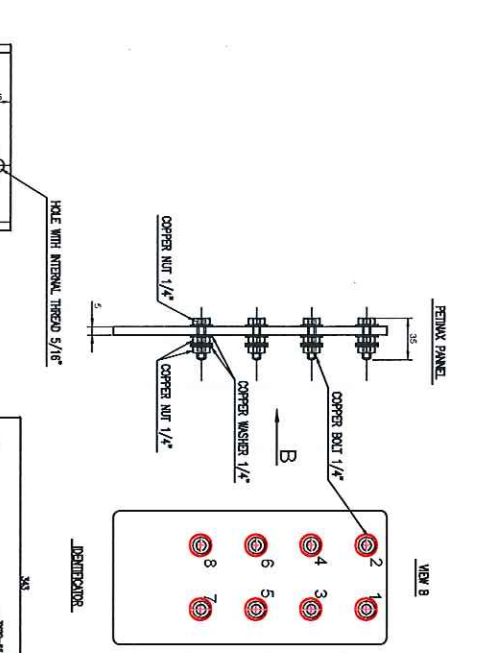 PETINAX PANNEL
35
COPPER BOLT 1/4"
COPPER NUT 1/4"
COPPER WASHER 1/4"
COPPER NUT 1/4"
5
B
HOLE WITH INTERNAL THREAD 5/16"
VIEW B
2 1
4 3
6 5
8 7
IDENTIFICATOR
343